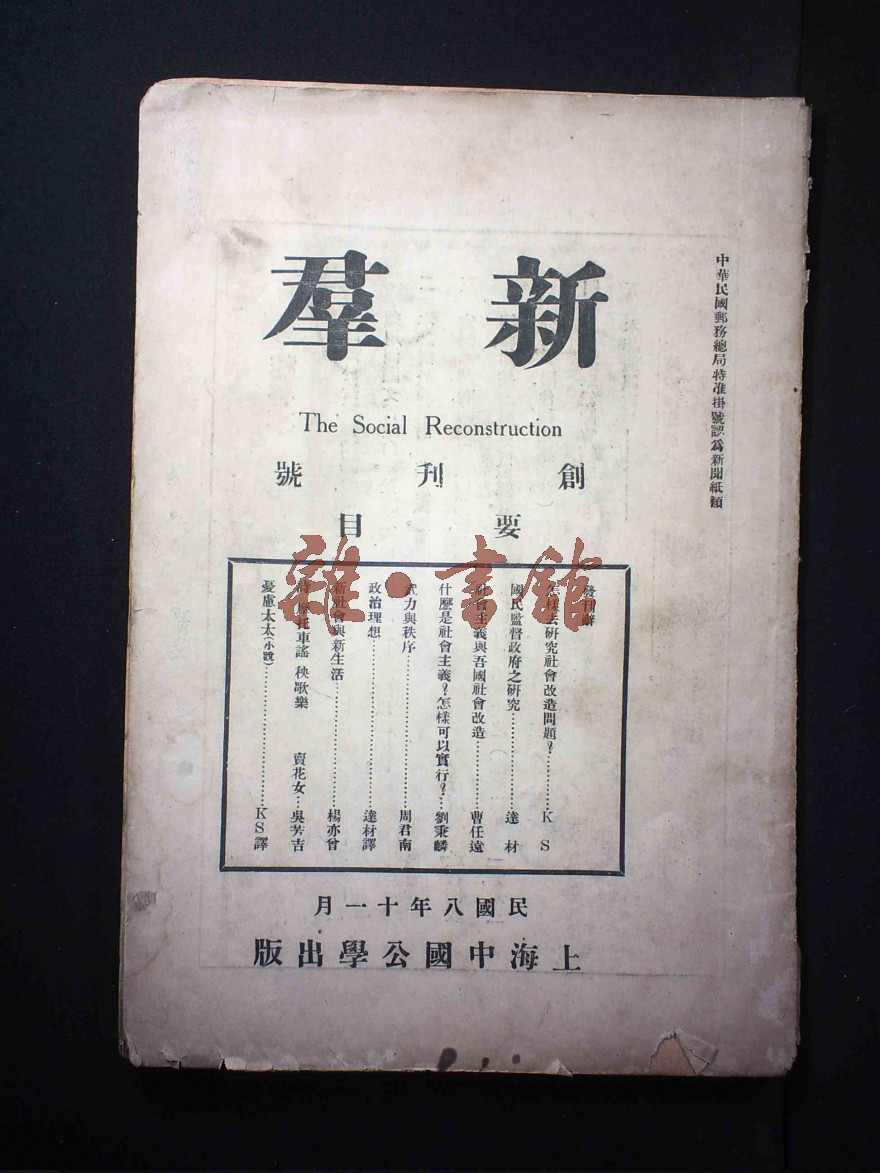 中華民國郵務總局特准掛號認爲新聞紙類
新羣
The Social Reconstruction
創刊號
要目
發刊辭
怎樣去研究社會改造問題?…………KS
國民監督政府之研究…………達材
社會主義與吾國社會改造…………曹任遠
什麼是社會主義?怎樣可以實行?…劉秉麟
武力與秩序…………周君南
政治理想…………達材譯
新社會與新生活…………楊亦曾
詩 摩托車謠 秧歌樂 賣花女…吳芳吉
憂慮太太(小說)…………KS譯
民國八年十一月
上海中國公學出版
雜·書館